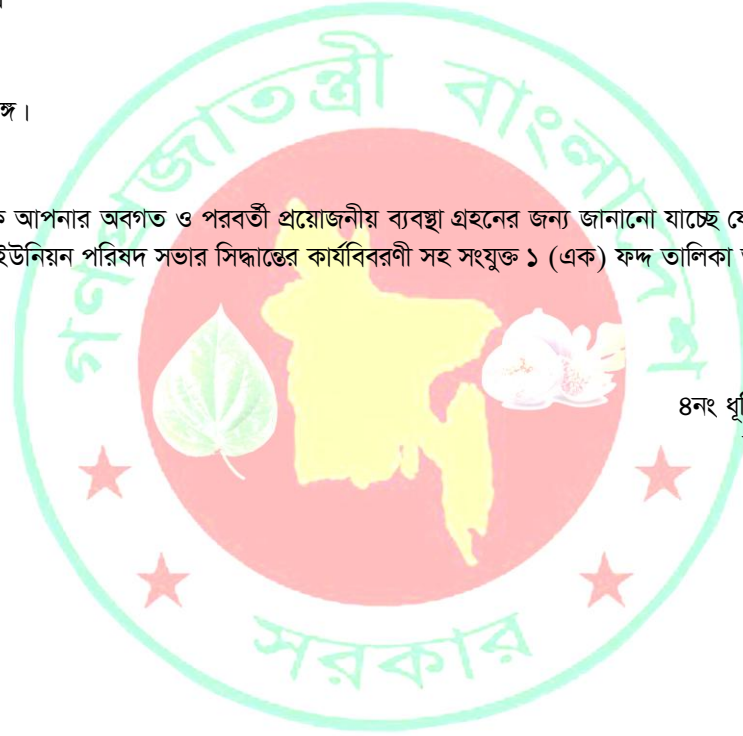 ঙ্গ।
গণপ্রজাতন্ত্রী বাংলাদেশ
আপনার অবগত ও পরবর্তী প্রয়োজনীয় ব্যবস্থা গ্রহনের জন্য জানানো যাচ্ছে যে
ইউনিয়ন পরিষদ সভার সিদ্ধান্তের কার্যবিবরণী সহ সংযুক্ত ১ (এক) ফদ্দ তালিকা
৪নং
সরকার